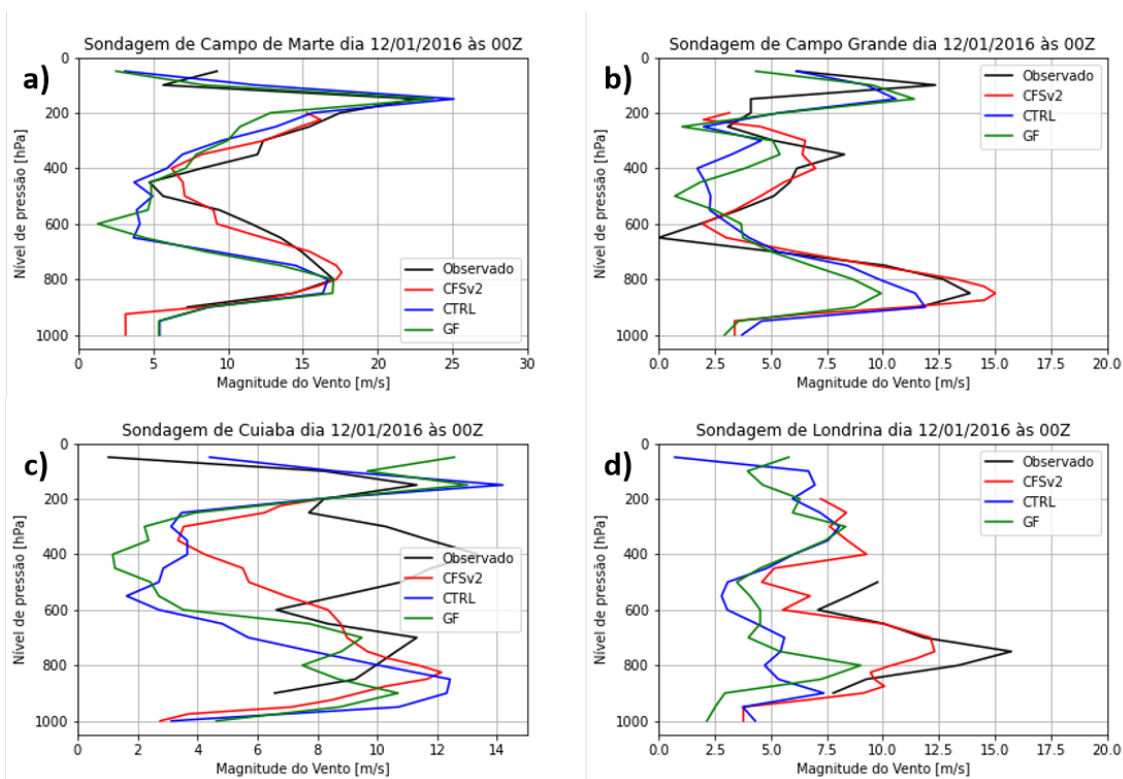 a)
Sondagem de Campo de Marte dia 12/01/2016 às 00Z
Nível de pressão [hPa]
0
200
400
600
800
1000
Observado
CFSv2
CTRL
GF
0 5 10 15 20 25 30
Magnitude do Vento [m/s]
b)
Sondagem de Campo Grande dia 12/01/2016 às 00Z
Nível de pressão [hPa]
0
200
400
600
800
1000
Observado
CFSv2
CTRL
GF
0.0 2.5 5.0 7.5 10.0 12.5 15.0 17.5 20.0
Magnitude do Vento [m/s]
c)
Sondagem de Cuiaba dia 12/01/2016 às 00Z
Nível de pressão [hPa]
0
200
400
600
800
1000
Observado
CFSv2
CTRL
GF
0 2 4 6 8 10 12 14
Magnitude do Vento [m/s]
d)
Sondagem de Londrina dia 12/01/2016 às 00Z
Nível de pressão [hPa]
0
200
400
600
800
1000
Observado
CFSv2
CTRL
GF
0.0 2.5 5.0 7.5 10.0 12.5 15.0 17.5 20.0
Magnitude do Vento [m/s]